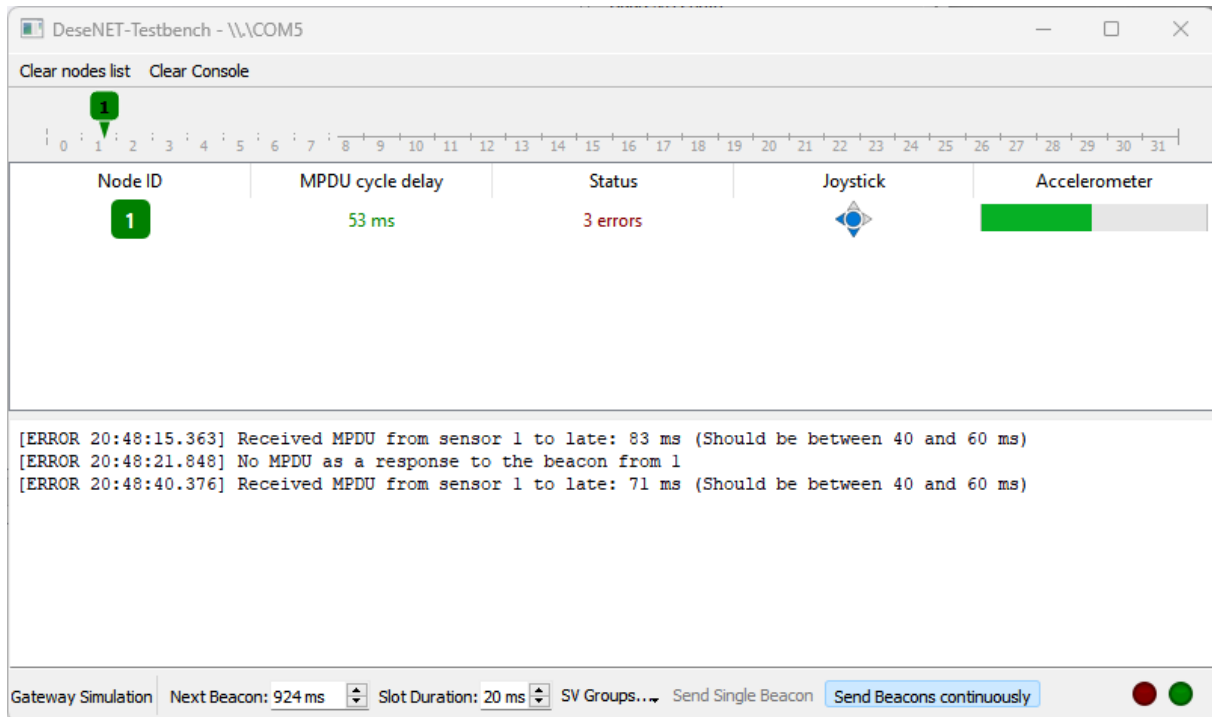 DeseNET-Testbench - \\.\COM5
Clear nodes list Clear Console
1
0 1 2 3 4 5 6 7 8 9 10 11 12 13 14 15 16 17 18 19 20 21 22 23 24 25 26 27 28 29 30 31
Node ID MPDU cycle delay Status Joystick Accelerometer
1 53 ms 3 errors
[ERROR 20:48:15.363] Received MPDU from sensor 1 to late: 83 ms (Should be between 40 and 60 ms)
[ERROR 20:48:21.848] No MPDU as a response to the beacon from 1
[ERROR 20:48:40.376] Received MPDU from sensor 1 to late: 71 ms (Should be between 40 and 60 ms)
Gateway Simulation Next Beacon: 924 ms Slot Duration: 20 ms SV Groups... Send Single Beacon Send Beacons continuously